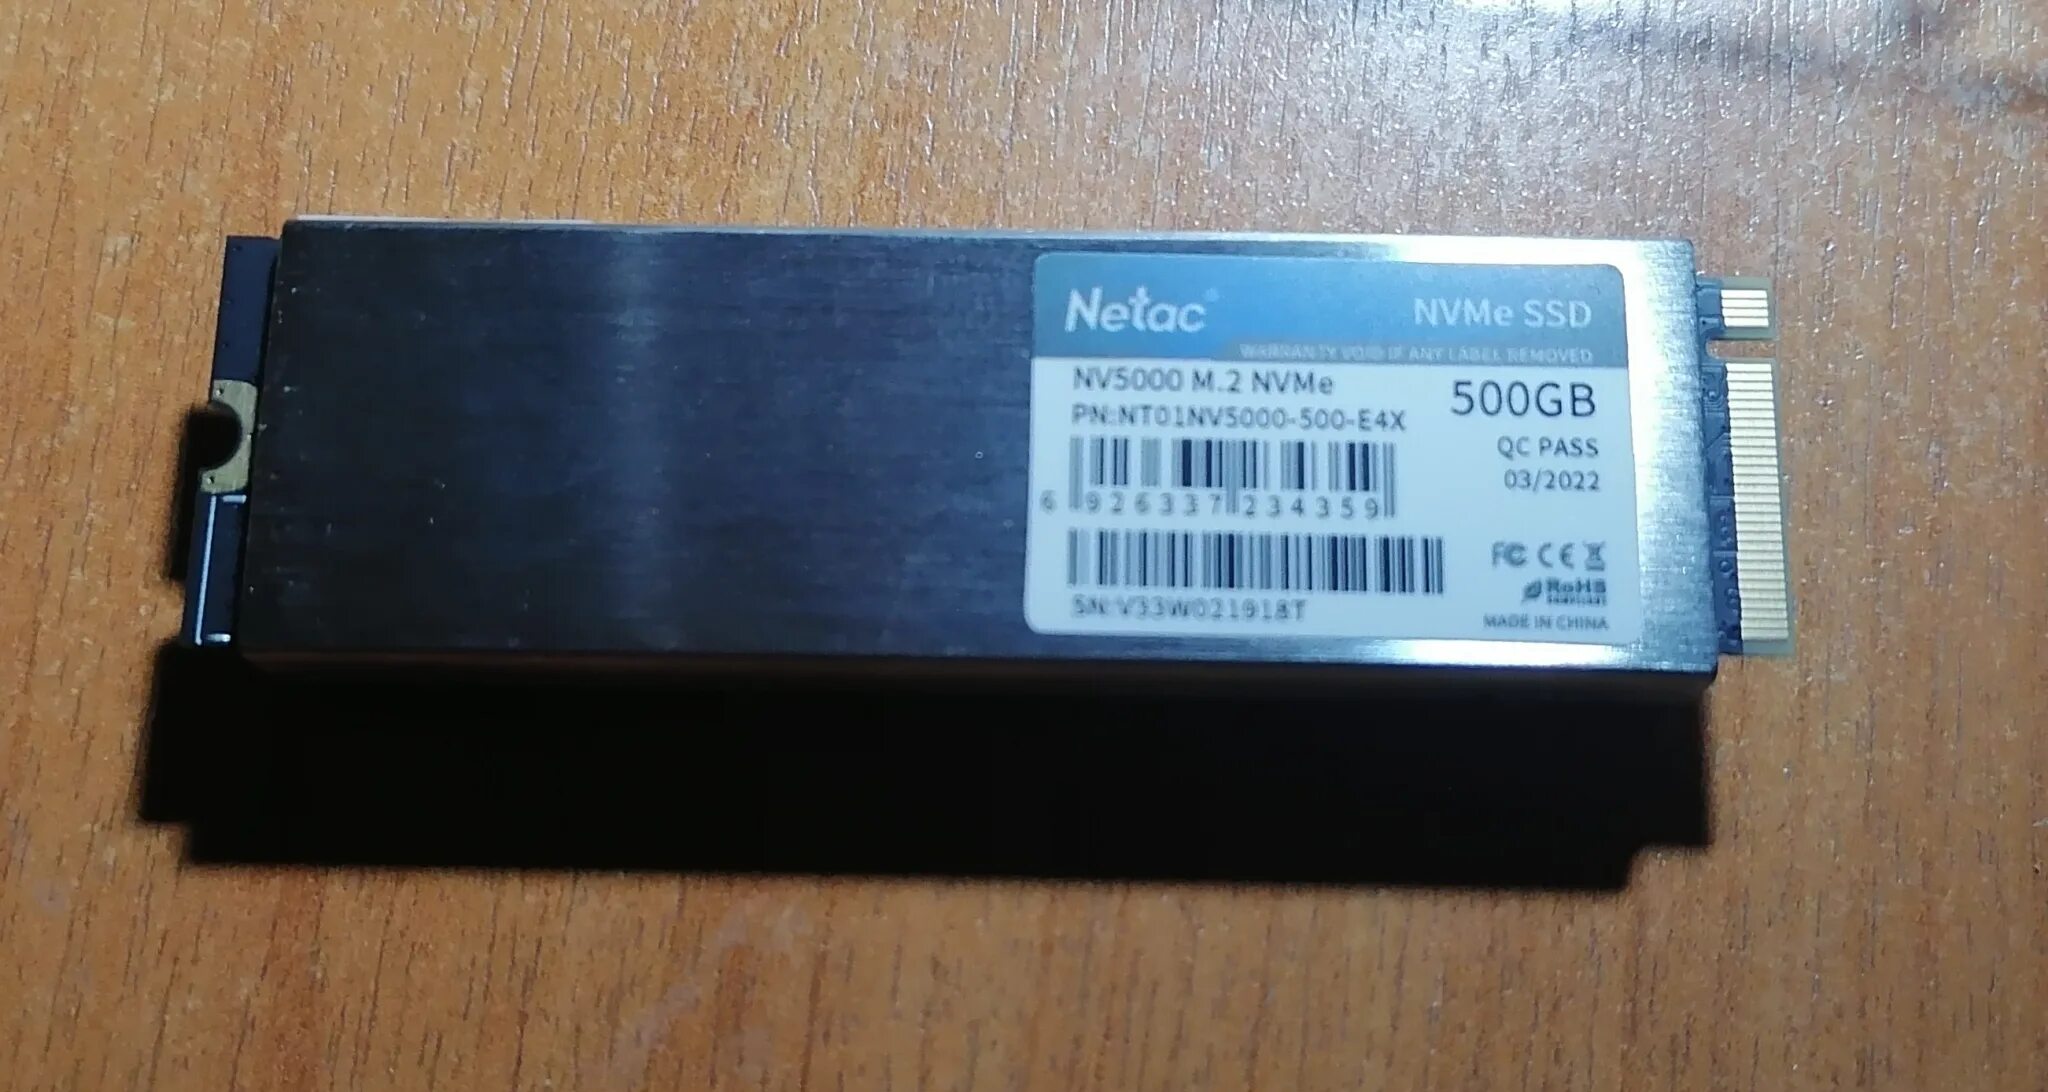 Netac® NVMe SSD
WARRANTY VOID IF ANY LABEL REMOVED
NV5000 M.2 NVMe
500GB
PN:NT01NV5000-500-E4X
QC PASS
03/2022
6 926337 234359
FC CE
RoHS
COMPLIANT
SN:V33W021918T
MADE IN CHINA